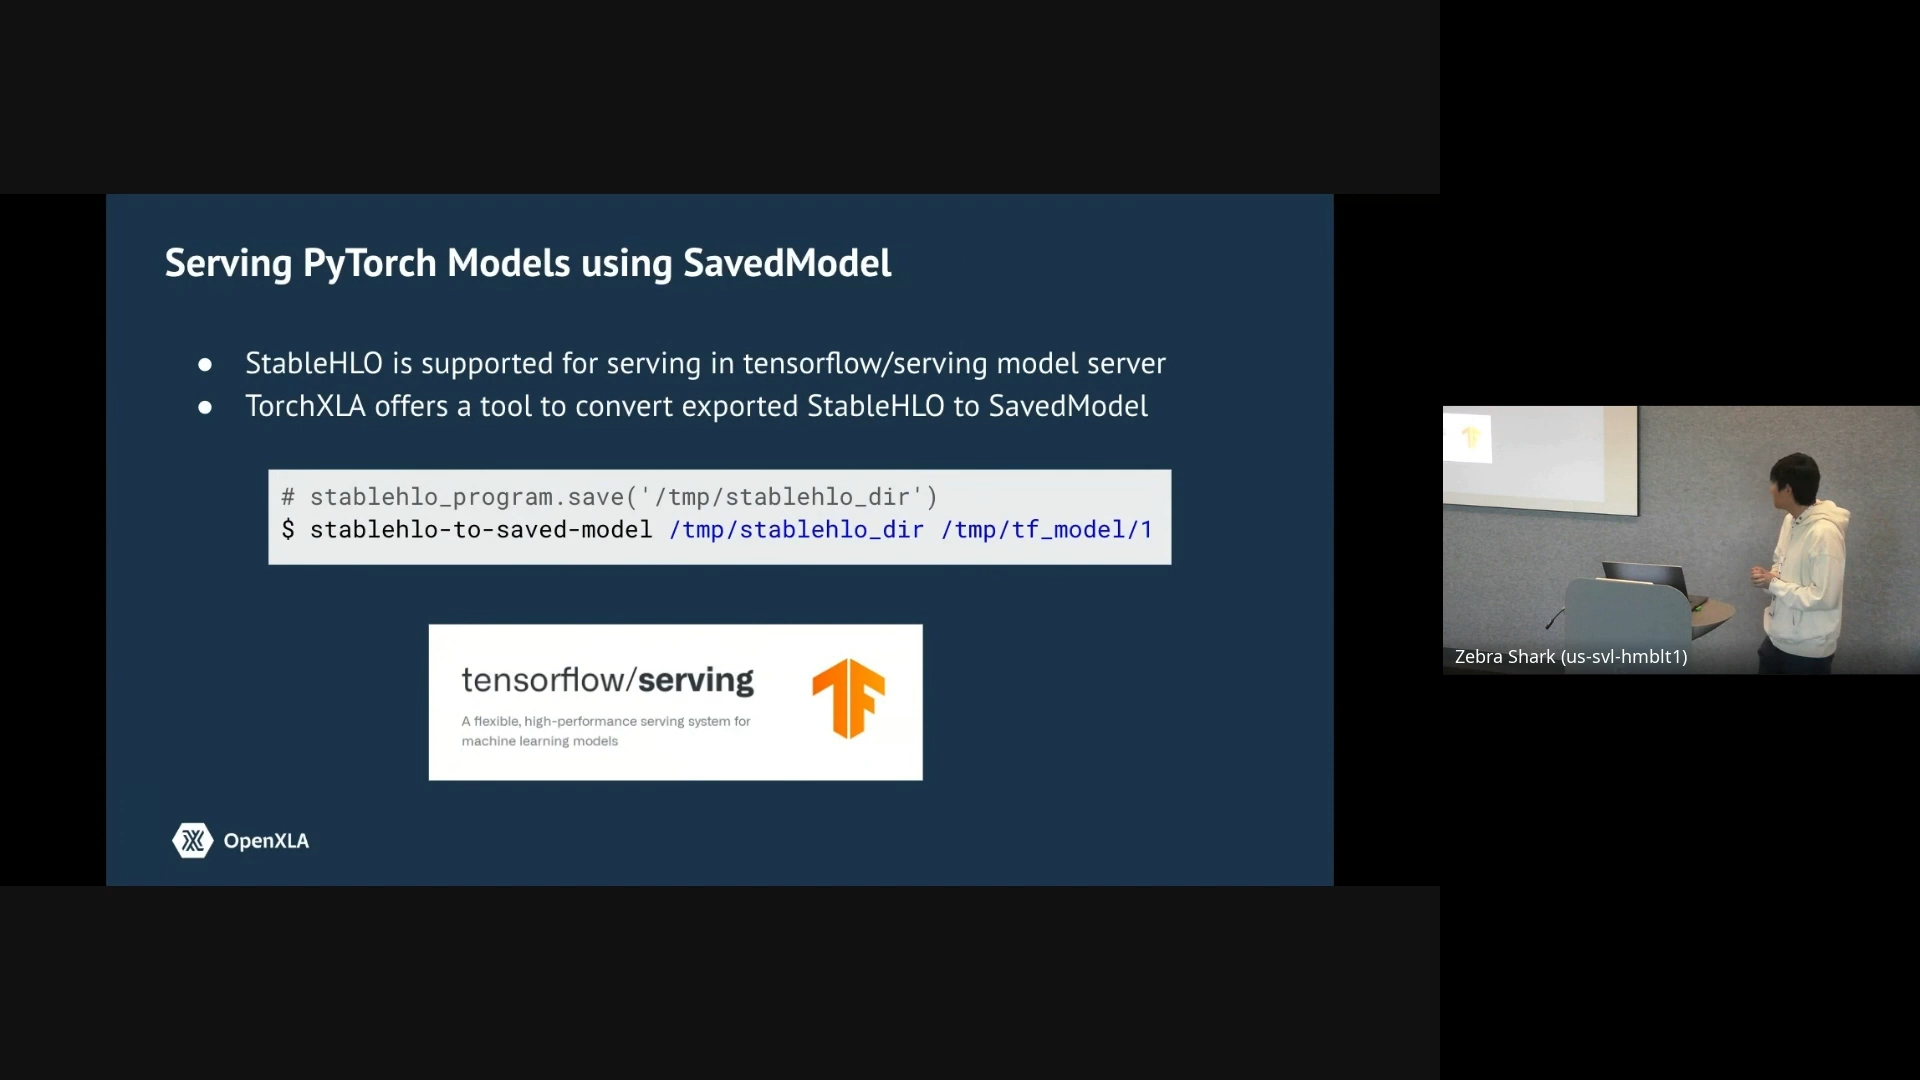 Serving PyTorch Models using SavedModel
● StableHLO is supported for serving in tensorflow/serving model server
● TorchXLA offers a tool to convert exported StableHLO to SavedModel
# stablehlo_program.save('/tmp/stablehlo_dir')
$ stablehlo-to-saved-model /tmp/stablehlo_dir /tmp/tf_model/1
tensorflow/serving
A flexible, high-performance serving system for
machine learning models
OpenXLA
Zebra Shark (us-svl-hmblt1)